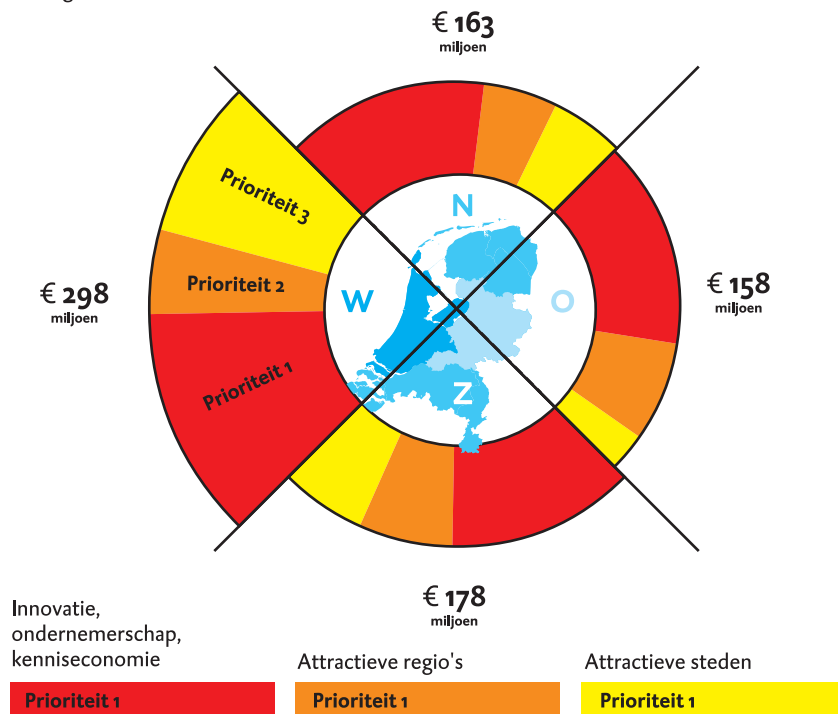 € 163
miljoen
Prioriteit 3
N
€ 298
miljoen
Prioriteit 2
W
O
€ 158
miljoen
Prioriteit 1
Z
€ 178
miljoen
Innovatie,
ondernemerschap,
kenniseconomie
Attractieve regio's
Attractieve steden
Prioriteit 1
Prioriteit 1
Prioriteit 1